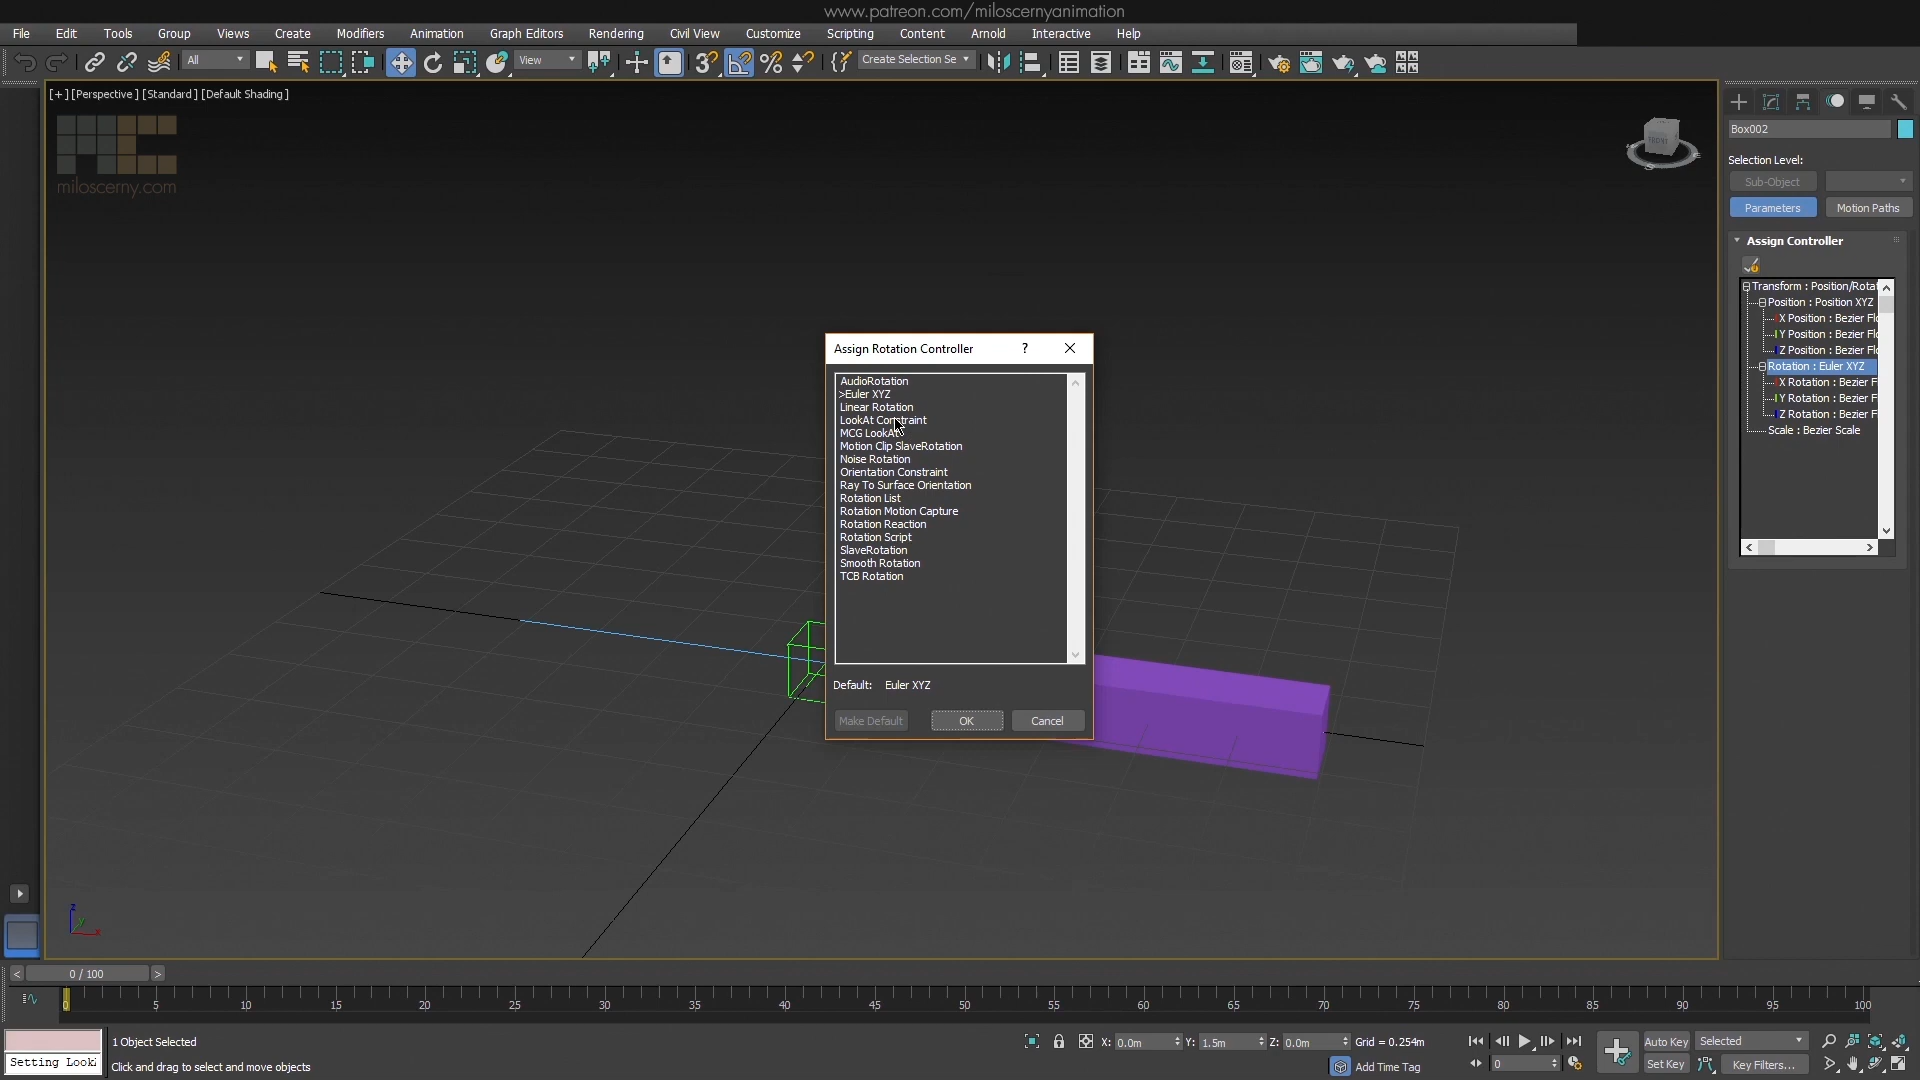 www.patreon.com/miloscernyanimation
File Edit Tools Group Views Create Modifiers Animation Graph Editors Rendering Civil View Customize Scripting Content Arnold Interactive Help
All View Create Selection Se
[+] [Perspective] [Standard] [Default Shading]
miloscerny.com
Box002
Selection Level:
Sub-Object
Parameters Motion Paths
Assign Controller
Transform : Position/Rotat
Position : Position XYZ
X Position : Bezier Flo
Y Position : Bezier Flo
Z Position : Bezier Flo
Rotation : Euler XYZ
X Rotation : Bezier F
Y Rotation : Bezier F
Z Rotation : Bezier F
Scale : Bezier Scale
Assign Rotation Controller ?
AudioRotation
>Euler XYZ
Linear Rotation
LookAt Constraint
MCG LookAt
Motion Clip SlaveRotation
Noise Rotation
Orientation Constraint
Ray To Surface Orientation
Rotation List
Rotation Motion Capture
Rotation Reaction
Rotation Script
SlaveRotation
Smooth Rotation
TCB Rotation
Default: Euler XYZ
Make Default OK Cancel
z
y
x
< 0 / 100 >
0 5 10 15 20 25 30 35 40 45 50 55 60 65 70 75 80 85 90 95 100
1 Object Selected
X: 0.0m Y: 1.5m Z: 0.0m Grid = 0.254m
Auto Key Selected
Setting Look
Click and drag to select and move objects
Add Time Tag
0
Set Key Key Filters...